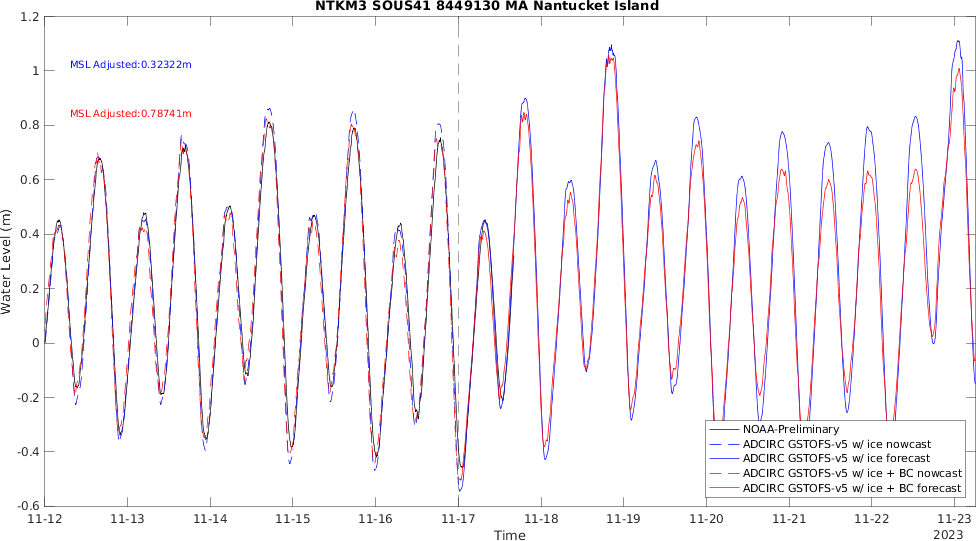 NTKM3 SOUS41 8449130 MA Nantucket Island
1.2
1
0.8
0.6
0.4
0.2
0
-0.2
-0.4
-0.6
Water Level (m)
MSL Adjusted:0.32322m
MSL Adjusted:0.78741m
NOAA-Preliminary
ADCIRC GSTOFS-v5 w/ ice nowcast
ADCIRC GSTOFS-v5 w/ ice forecast
ADCIRC GSTOFS-v5 w/ ice + BC nowcast
ADCIRC GSTOFS-v5 w/ ice + BC forecast
11-12 11-13 11-14 11-15 11-16 11-17 11-18 11-19 11-20 11-21 11-22 11-23
Time
2023